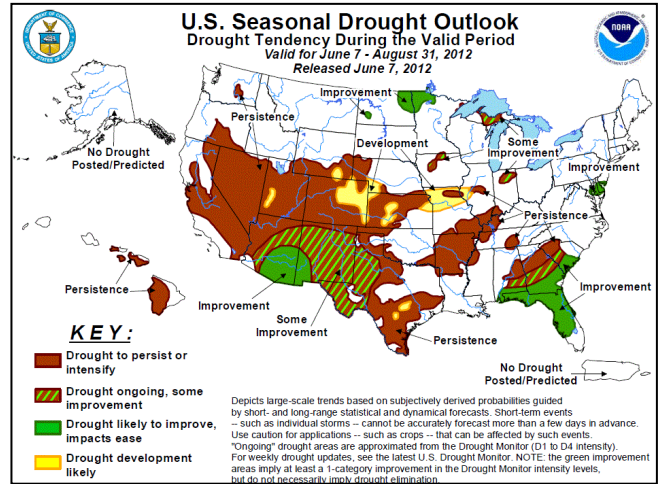 U.S. Seasonal Drought Outlook
Drought Tendency During the Valid Period
Valid for June 7 - August 31, 2012
Released June 7, 2012
NOAA
Improvement
Persistence
No Drought
Posted/Predicted
Development
Some
Improvement
Improvement
Persistence
Persistence
Improvement
Some
Improvement
Improvement
Persistence
No Drought
Posted/Predicted
KEY:
Drought to persist or
intensify
Drought ongoing, some
improvement
Drought likely to improve,
impacts ease
Drought development
likely
Depicts large-scale trends based on subjectively derived probabilities guided
by short- and long-range statistical and dynamical forecasts. Short-term events
-- such as individual storms -- cannot be accurately forecast more than a few days in advance.
Use caution for applications -- such as crops -- that can be affected by such events.
"Ongoing" drought areas are approximated from the Drought Monitor (D1 to D4 intensity).
For weekly drought updates, see the latest U.S. Drought Monitor. NOTE: the green improvement
areas imply at least a 1-category improvement in the Drought Monitor intensity levels,
but do not necessarily imply drought elimination.